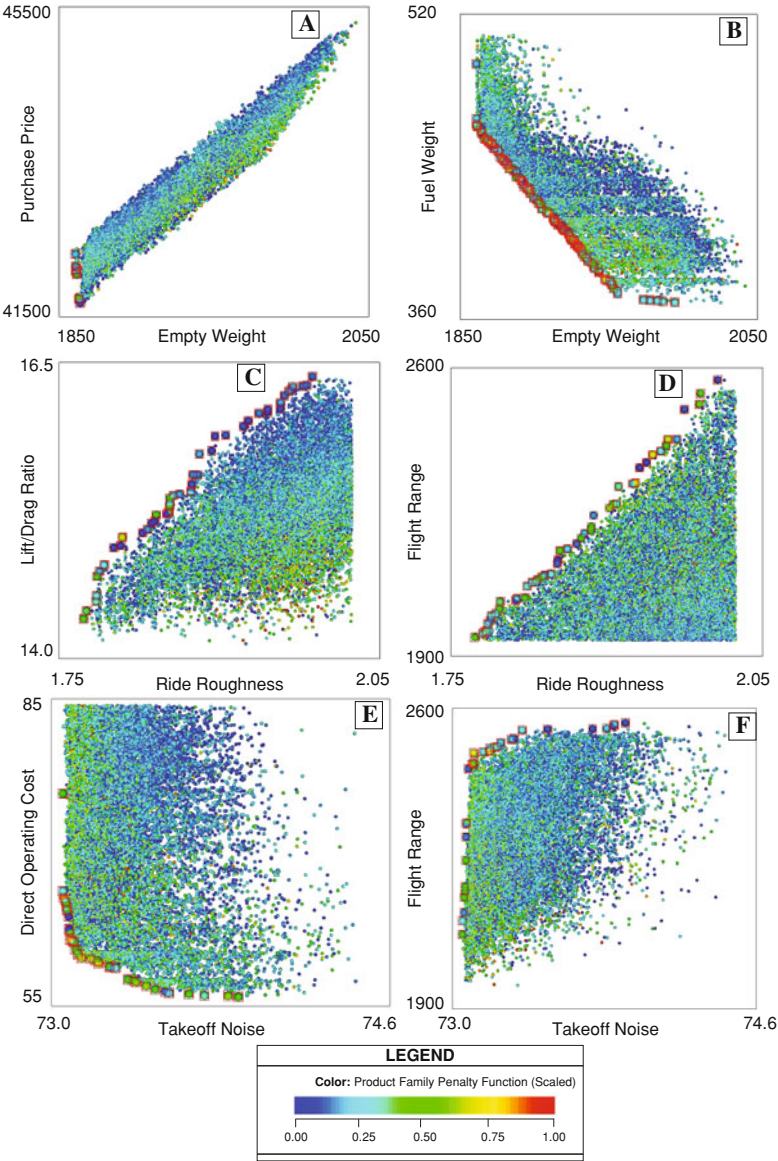 45500
A
Purchase Price
41500
1850
Empty Weight
2050
520
B
Fuel Weight
360
1850
Empty Weight
2050
16.5
C
Lift/Drag Ratio
14.0
1.75
Ride Roughness
2.05
2600
D
Flight Range
1900
1.75
Ride Roughness
2.05
85
E
Direct Operating Cost
55
73.0
Takeoff Noise
74.6
2600
F
Flight Range
1900
73.0
Takeoff Noise
74.6
LEGEND
Color: Product Family Penalty Function (Scaled)
0.00 0.25 0.50 0.75 1.00